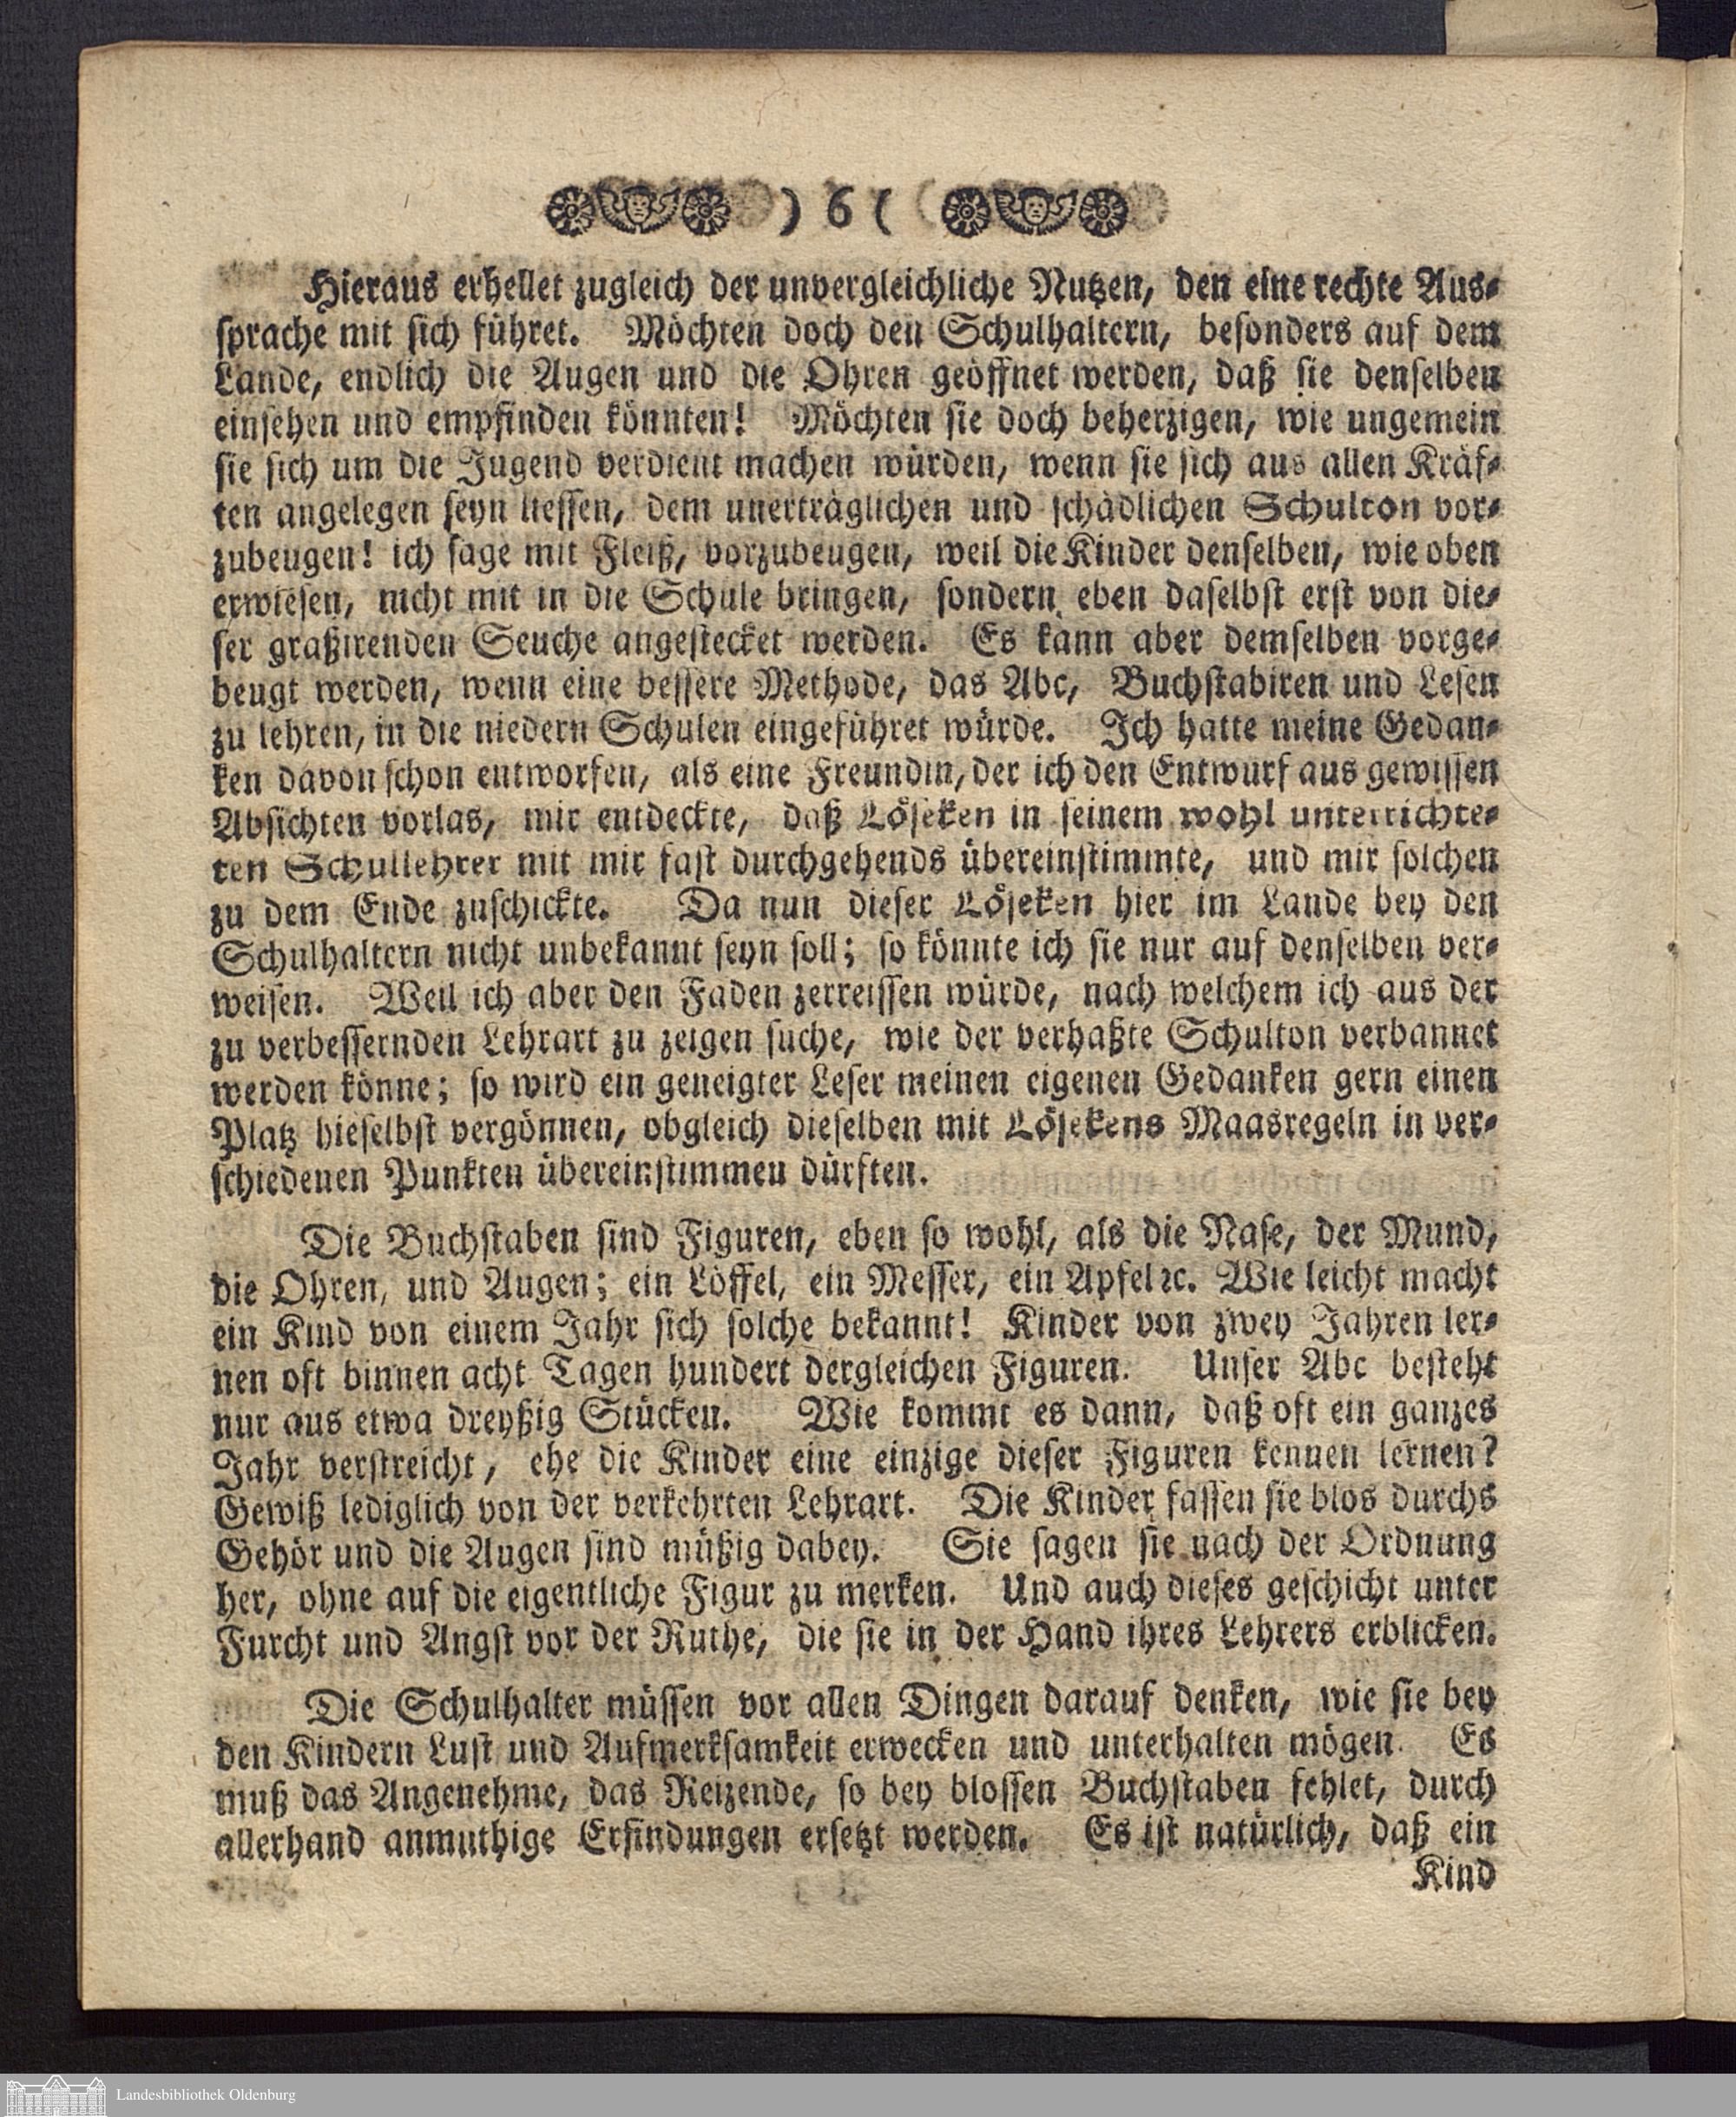 ) 6 (
Hieraus erhellet zugleich der unvergleichliche Nutzen, den eine rechte Aus-
sprache mit sich führet. Möchten doch den Schulhaltern, besonders auf dem
Lande, endlich die Augen und die Ohren geöffnet werden, daß sie denselben
einsehen und empfinden könnten! Möchten sie doch beherzigen, wie ungemein
sie sich um die Jugend verdient machen würden, wenn sie sich aus allen Kräf-
ten angelegen seyn liessen, dem unerträglichen und schädlichen Schulton vor-
zubeugen! ich sage mit Fleiß, vorzubeugen, weil die Kinder denselben, wie oben
erwiesen, nicht mit in die Schule bringen, sondern eben daselbst erst von die-
ser graßirenden Seuche angestecket werden. Es kann aber demselben vorge-
beugt werden, wenn eine bessere Methode, das Abc, Buchstabiren und Lesen
zu lehren, in die niedern Schulen eingeführet würde. Ich hatte meine Gedan-
ken davon schon entworfen, als eine Freundin, der ich den Entwurf aus gewissen
Absichten vorlas, mir entdeckte, daß Löseken in seinem wohl unterrichte-
ten Schullehrer mit mir fast durchgehends übereinstimmte, und mir solchen
zu dem Ende zuschickte. Da nun dieser Löseken hier im Lande bey den
Schulhaltern nicht unbekannt seyn soll; so könnte ich sie nur auf denselben ver-
weisen. Weil ich aber den Faden zerreissen würde, nach welchem ich aus der
zu verbessernden Lehrart zu zeigen suche, wie der verhaßte Schulton verbannet
werden könne; so wird ein geneigter Leser meinen eigenen Gedanken gern einen
Platz hieselbst vergönnen, obgleich dieselben mit Lösekens Maasregeln in ver-
schiedenen Punkten übereinstimmen dürften.
Die Buchstaben sind Figuren, eben so wohl, als die Nase, der Mund,
die Ohren, und Augen; ein Löffel, ein Messer, ein Apfel ꝛc. Wie leicht macht
ein Kind von einem Jahr sich solche bekannt! Kinder von zwey Jahren ler-
nen oft binnen acht Tagen hundert dergleichen Figuren. Unser Abc besteht
nur aus etwa dreyßig Stücken. Wie kommt es dann, daß oft ein ganzes
Jahr verstreicht, ehe die Kinder eine einzige dieser Figuren kennen lernen?
Gewiß lediglich von der verkehrten Lehrart. Die Kinder fassen sie blos durchs
Gehör und die Augen sind müßig dabey. Sie sagen sie nach der Ordnung
her, ohne auf die eigentliche Figur zu merken. Und auch dieses geschicht unter
Furcht und Angst vor der Ruthe, die sie in der Hand ihres Lehrers erblicken.
Die Schulhalter müssen vor allen Dingen darauf denken, wie sie bey
den Kindern Lust und Aufmerksamkeit erwecken und unterhalten mögen. Es
muß das Angenehme, das Reizende, so bey blossen Buchstaben fehlet, durch
allerhand anmuthige Erfindungen ersetzt werden. Es ist natürlich, daß ein
Kind
Landesbibliothek Oldenburg